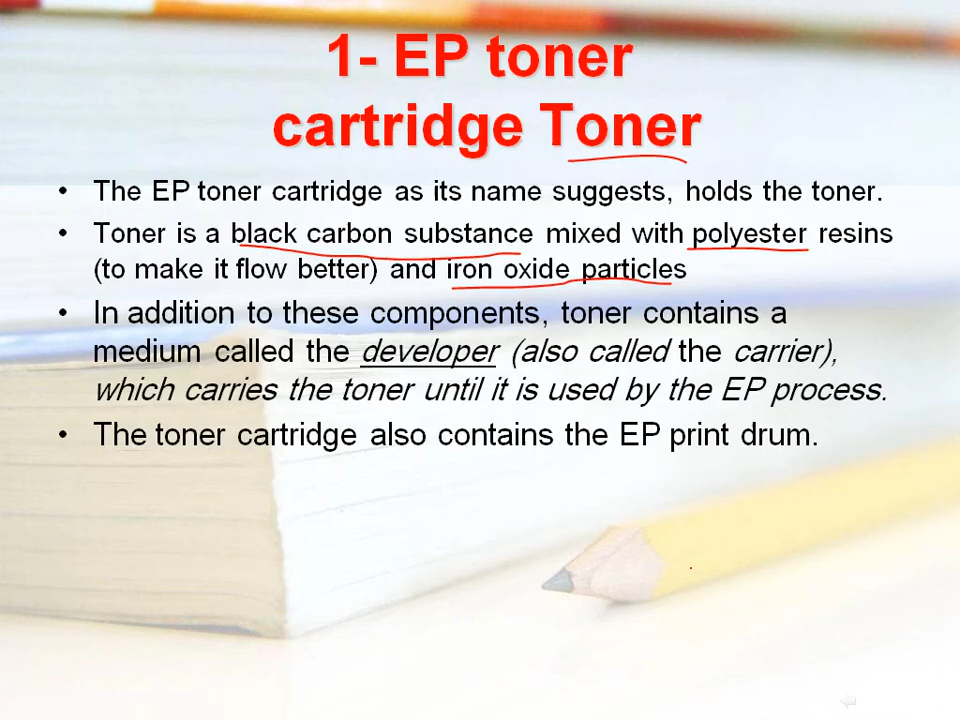 1- EP toner
cartridge Toner
• The EP toner cartridge as its name suggests, holds the toner.
• Toner is a black carbon substance mixed with polyester resins
(to make it flow better) and iron oxide particles
• In addition to these components, toner contains a
medium called the developer (also called the carrier),
which carries the toner until it is used by the EP process.
• The toner cartridge also contains the EP print drum.